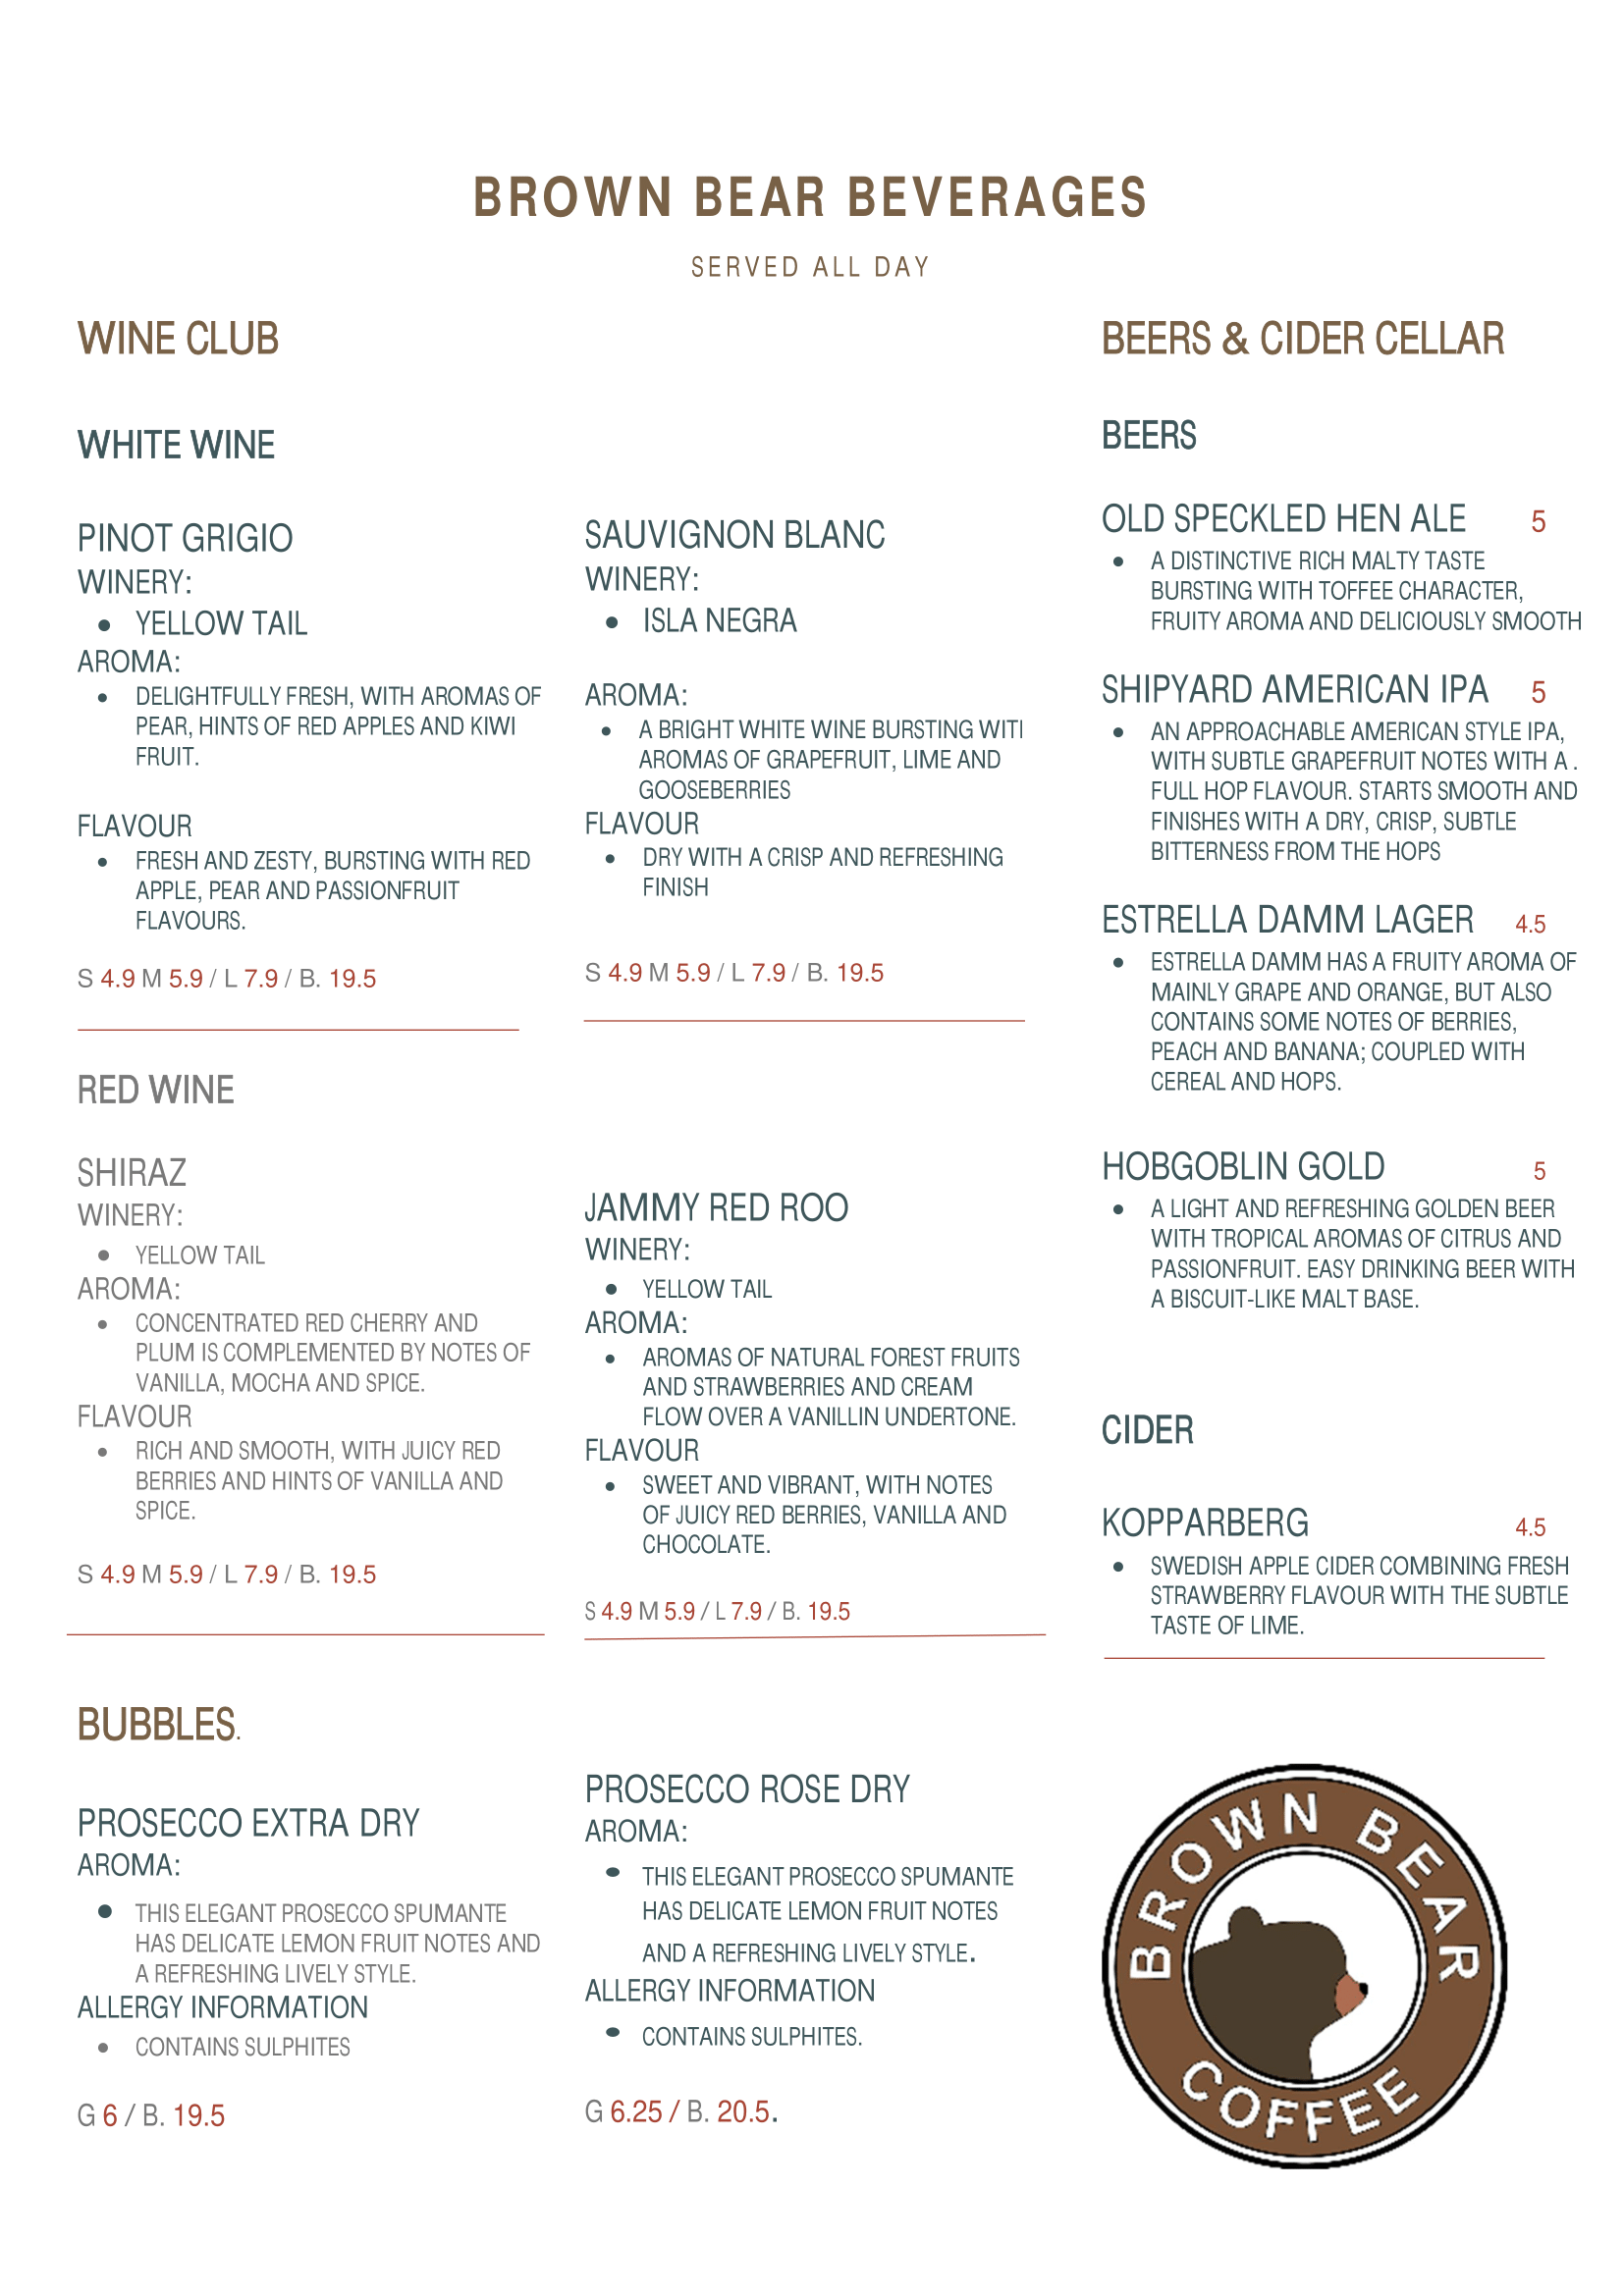 BROWN BEAR BEVERAGES
SERVED ALL DAY
WINE CLUB
WHITE WINE
PINOT GRIGIO
WINERY:
• YELLOW TAIL
AROMA:
• DELIGHTFULLY FRESH, WITH AROMAS OF
PEAR, HINTS OF RED APPLES AND KIWI
FRUIT.
FLAVOUR
• FRESH AND ZESTY, BURSTING WITH RED
APPLE, PEAR AND PASSIONFRUIT
FLAVOURS.
S 4.9 M 5.9 / L 7.9 / B. 19.5
SAUVIGNON BLANC
WINERY:
• ISLA NEGRA
AROMA:
• A BRIGHT WHITE WINE BURSTING WITH
AROMAS OF GRAPEFRUIT, LIME AND
GOOSEBERRIES
FLAVOUR
• DRY WITH A CRISP AND REFRESHING
FINISH
S 4.9 M 5.9 / L 7.9 / B. 19.5
RED WINE
SHIRAZ
WINERY:
• YELLOW TAIL
AROMA:
• CONCENTRATED RED CHERRY AND
PLUM IS COMPLEMENTED BY NOTES OF
VANILLA, MOCHA AND SPICE.
FLAVOUR
• RICH AND SMOOTH, WITH JUICY RED
BERRIES AND HINTS OF VANILLA AND
SPICE.
S 4.9 M 5.9 / L 7.9 / B. 19.5
JAMMY RED ROO
WINERY:
• YELLOW TAIL
AROMA:
• AROMAS OF NATURAL FOREST FRUITS
AND STRAWBERRIES AND CREAM
FLOW OVER A VANILLIN UNDERTONE.
FLAVOUR
• SWEET AND VIBRANT, WITH NOTES
OF JUICY RED BERRIES, VANILLA AND
CHOCOLATE.
S 4.9 M 5.9 / L 7.9 / B. 19.5
BUBBLES.
PROSECCO EXTRA DRY
AROMA:
• THIS ELEGANT PROSECCO SPUMANTE
HAS DELICATE LEMON FRUIT NOTES AND
A REFRESHING LIVELY STYLE.
ALLERGY INFORMATION
• CONTAINS SULPHITES
G 6 / B. 19.5
PROSECCO ROSE DRY
AROMA:
• THIS ELEGANT PROSECCO SPUMANTE
HAS DELICATE LEMON FRUIT NOTES
AND A REFRESHING LIVELY STYLE.
ALLERGY INFORMATION
• CONTAINS SULPHITES.
G 6.25 / B. 20.5.
BEERS & CIDER CELLAR
BEERS
OLD SPECKLED HEN ALE 5
• A DISTINCTIVE RICH MALTY TASTE
BURSTING WITH TOFFEE CHARACTER,
FRUITY AROMA AND DELICIOUSLY SMOOTH
SHIPYARD AMERICAN IPA 5
• AN APPROACHABLE AMERICAN STYLE IPA,
WITH SUBTLE GRAPEFRUIT NOTES WITH A .
FULL HOP FLAVOUR. STARTS SMOOTH AND
FINISHES WITH A DRY, CRISP, SUBTLE
BITTERNESS FROM THE HOPS
ESTRELLA DAMM LAGER 4.5
• ESTRELLA DAMM HAS A FRUITY AROMA OF
MAINLY GRAPE AND ORANGE, BUT ALSO
CONTAINS SOME NOTES OF BERRIES,
PEACH AND BANANA; COUPLED WITH
CEREAL AND HOPS.
HOBGOBLIN GOLD 5
• A LIGHT AND REFRESHING GOLDEN BEER
WITH TROPICAL AROMAS OF CITRUS AND
PASSIONFRUIT. EASY DRINKING BEER WITH
A BISCUIT-LIKE MALT BASE.
CIDER
KOPPARBERG 4.5
• SWEDISH APPLE CIDER COMBINING FRESH
STRAWBERRY FLAVOUR WITH THE SUBTLE
TASTE OF LIME.
BROWN BEAR
COFFEE